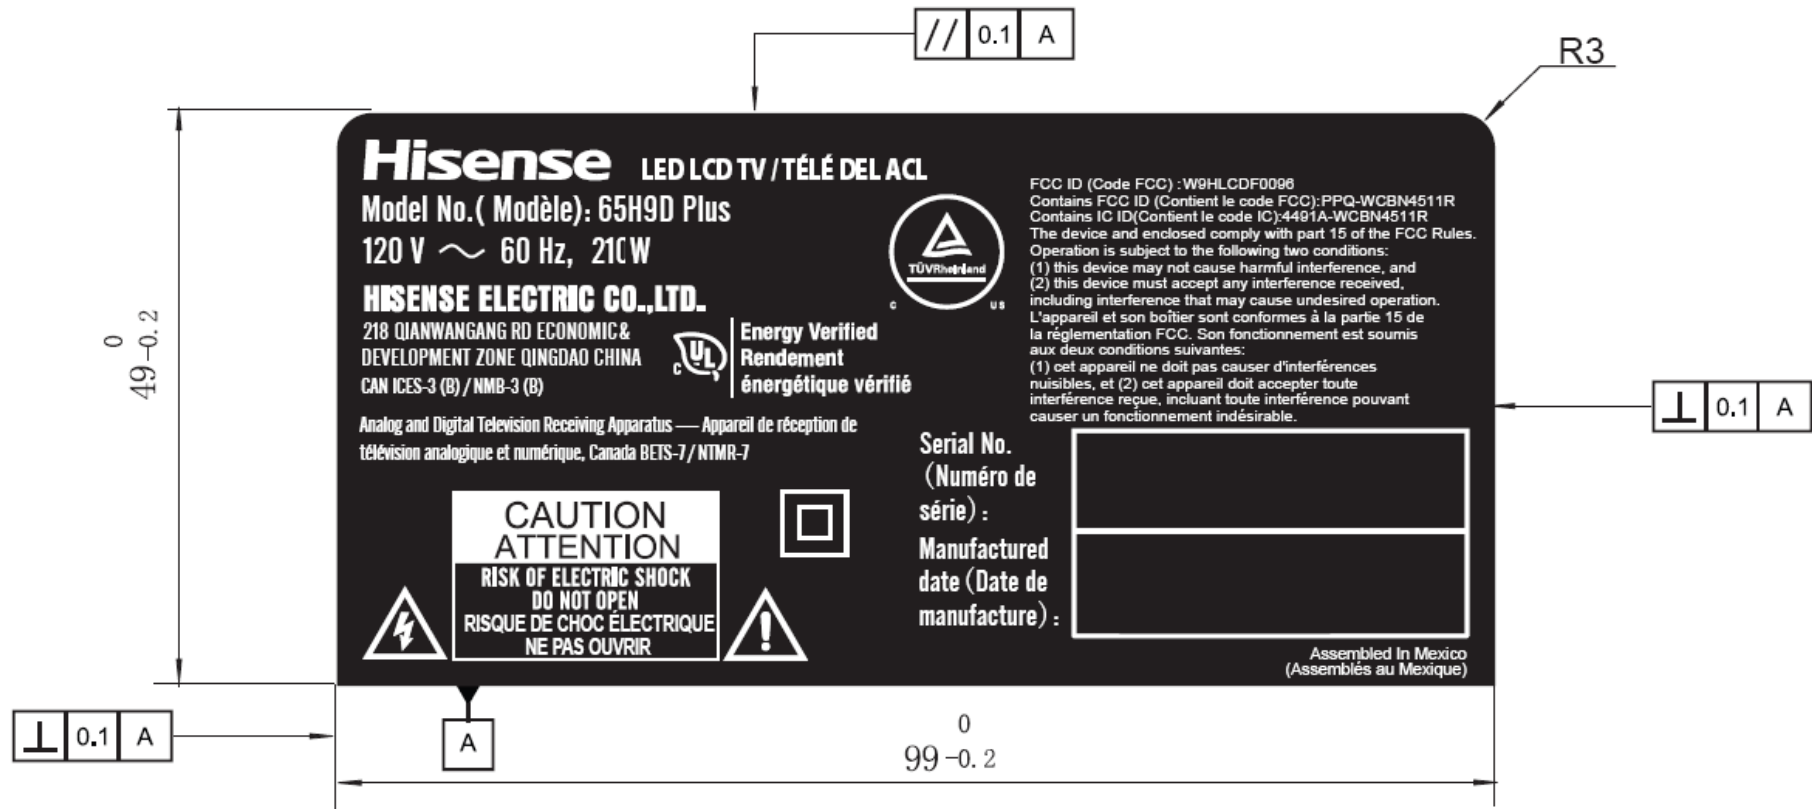 // 0.1 A
R3
Hisense LED LCD TV / TÉLÉ DEL ACL
Model No.( Modèle): 65H9D Plus
120 V ～ 60 Hz, 210W
HISENSE ELECTRIC CO.,LTD.
218 QIANWANGANG RD ECONOMIC &
DEVELOPMENT ZONE QINGDAO CHINA
CAN ICES-3 (B) / NMB-3 (B)
C UL
Energy Verified
Rendement
énergétique vérifié
Analog and Digital Television Receiving Apparatus — Appareil de réception de
télévision analogique et numérique, Canada BETS-7 / NTMR-7
TÜVRheinland
C US
FCC ID (Code FCC) : W9HLCDF0096
Contains FCC ID (Contient le code FCC):PPQ-WCBN4511R
Contains IC ID(Contient le code IC):4491A-WCBN4511R
The device and enclosed comply with part 15 of the FCC Rules.
Operation is subject to the following two conditions:
(1) this device may not cause harmful interference, and
(2) this device must accept any interference received,
including interference that may cause undesired operation.
L'appareil et son boîtier sont conformes à la partie 15 de
la réglementation FCC. Son fonctionnement est soumis
aux deux conditions suivantes:
(1) cet appareil ne doit pas causer d'interférences
nuisibles, et (2) cet appareil doit accepter toute
interférence reçue, incluant toute interférence pouvant
causer un fonctionnement indésirable.
Serial No.
(Numéro de
série) :
Manufactured
date (Date de
manufacture) :
CAUTION
ATTENTION
RISK OF ELECTRIC SHOCK
DO NOT OPEN
RISQUE DE CHOC ÉLECTRIQUE
NE PAS OUVRIR
!
Assembled In Mexico
(Assemblés au Mexique)
0
49-0.2
⊥ 0.1 A
⊥ 0.1 A
A
0
99-0.2